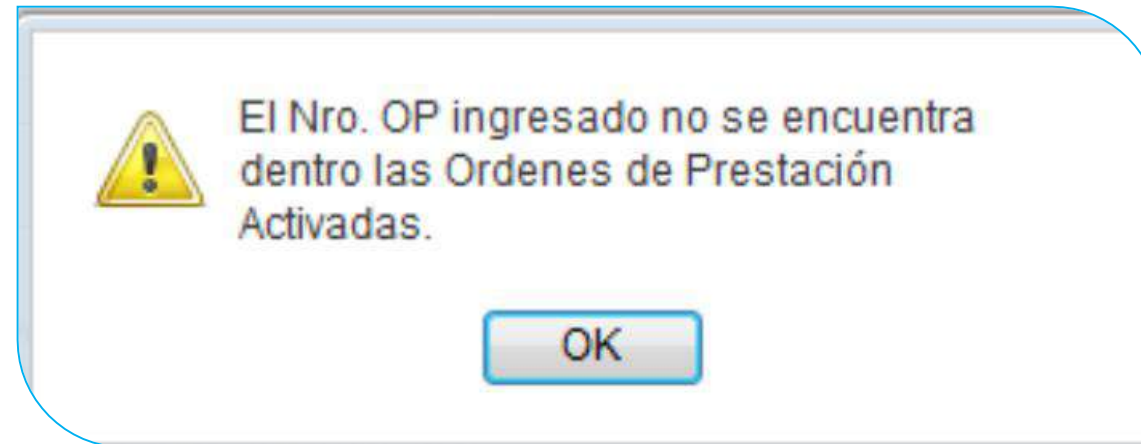 El Nro. OP ingresado no se encuentra
dentro las Ordenes de Prestación
Activadas.
OK